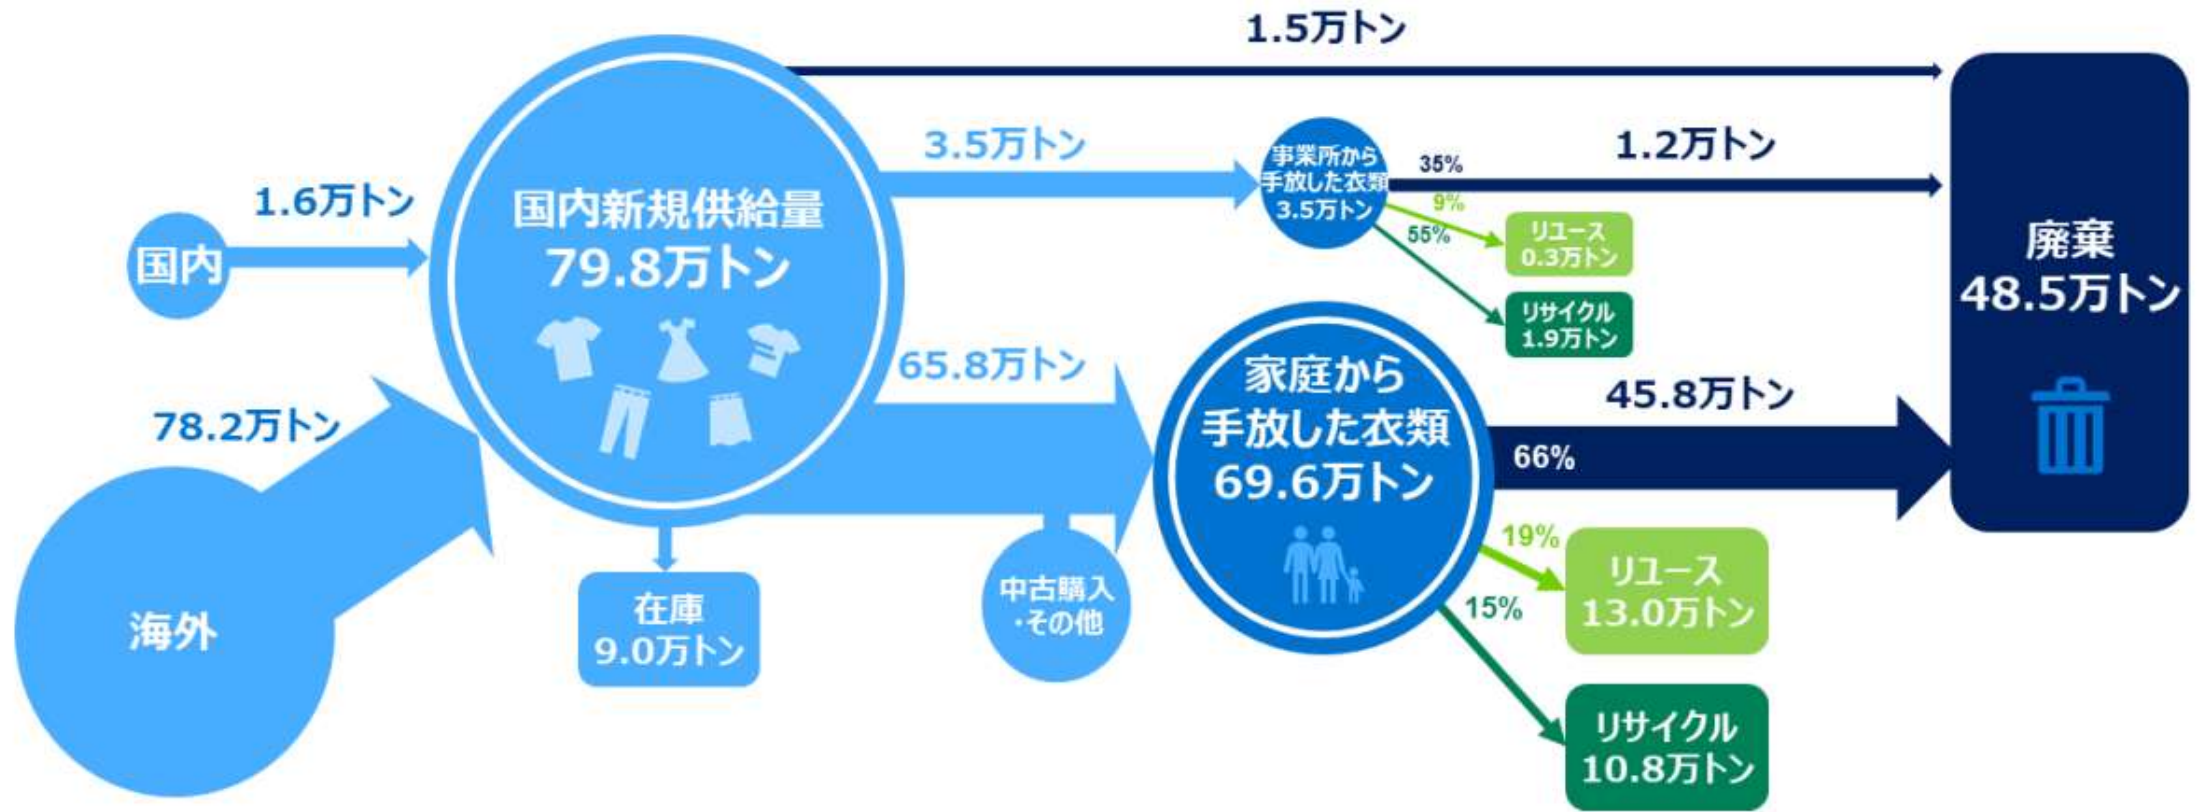 1.5万トン
3.5万トン
事業所から
手放した衣類
3.5万トン
35%
1.2万トン
9%
55%
リユース
0.3万トン
リサイクル
1.9万トン
国内
1.6万トン
国内新規供給量
79.8万トン
廃棄
48.5万トン
海外
78.2万トン
65.8万トン
在庫
9.0万トン
中古購入
・その他
家庭から
手放した衣類
69.6万トン
45.8万トン
66%
19%
リユース
13.0万トン
15%
リサイクル
10.8万トン